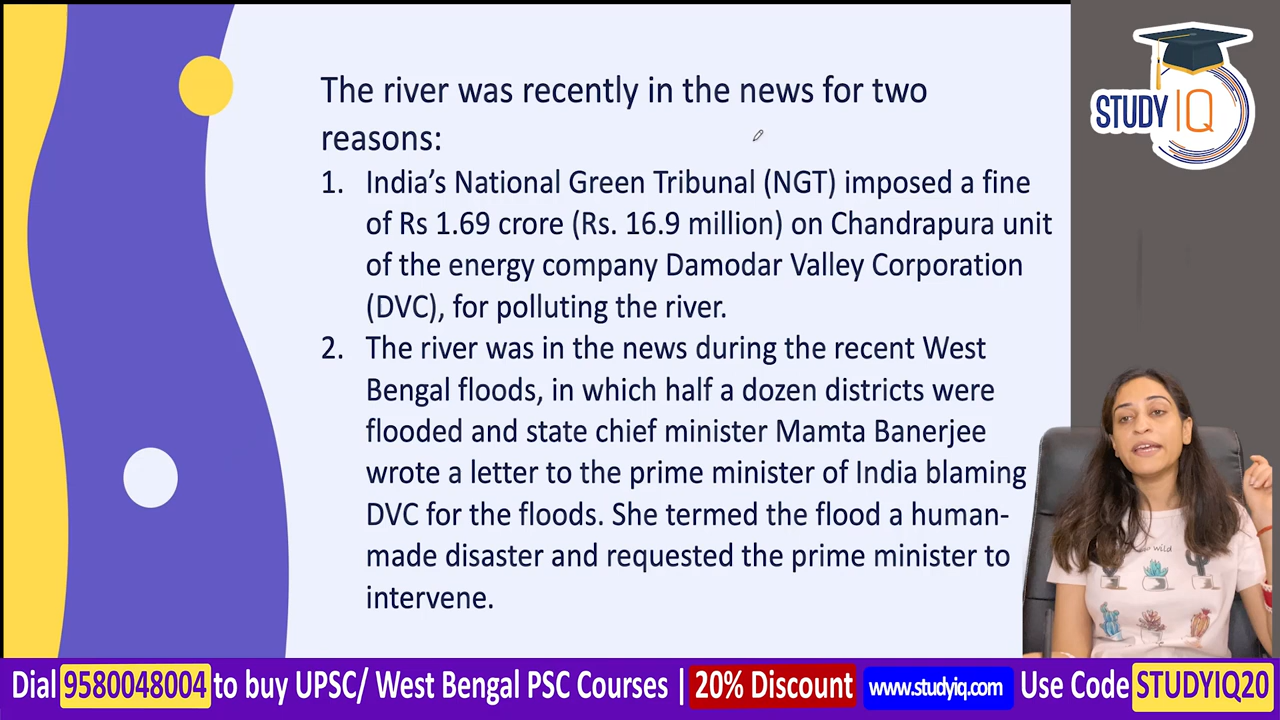 The river was recently in the news for two
reasons:
1. India's National Green Tribunal (NGT) imposed a fine
of Rs 1.69 crore (Rs. 16.9 million) on Chandrapura unit
of the energy company Damodar Valley Corporation
(DVC), for polluting the river.
2. The river was in the news during the recent West
Bengal floods, in which half a dozen districts were
flooded and state chief minister Mamta Banerjee
wrote a letter to the prime minister of India blaming
DVC for the floods. She termed the flood a human-
made disaster and requested the prime minister to
intervene.
STUDY IQ
wild
Dial 9580048004 to buy UPSC/ West Bengal PSC Courses | 20% Discount www.studyiq.com Use Code STUDYIQ20